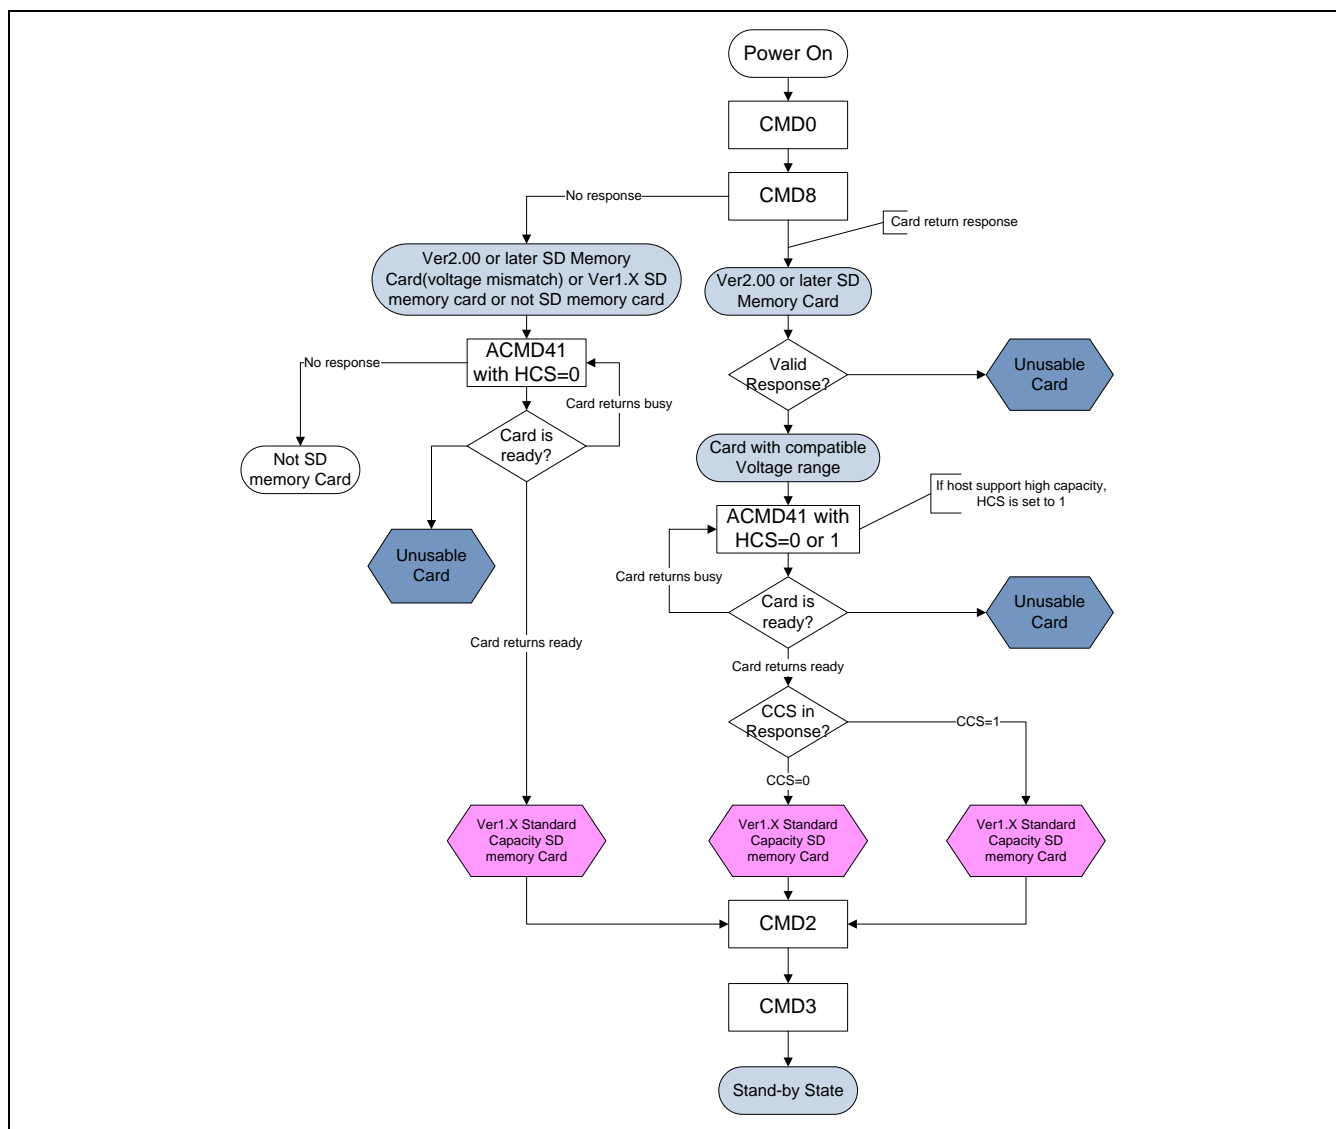 Power On
CMD0
CMD8
No response
Card return response
Ver2.00 or later SD Memory
Card(voltage mismatch) or Ver1.X SD
memory card or not SD memory card
Ver2.00 or later SD
Memory Card
ACMD41
with HCS=0
No response
Valid
Response?
Unusable
Card
Card returns busy
Card is
ready?
Not SD
memory Card
Card with compatible
Voltage range
If host support high capacity,
HCS is set to 1
ACMD41 with
HCS=0 or 1
Unusable
Card
Card returns busy
Card is
ready?
Unusable
Card
Card returns ready
Card returns ready
CCS in
Response?
CCS=1
CCS=0
Ver1.X Standard
Capacity SD
memory Card
Ver1.X Standard
Capacity SD
memory Card
Ver1.X Standard
Capacity SD
memory Card
CMD2
CMD3
Stand-by State